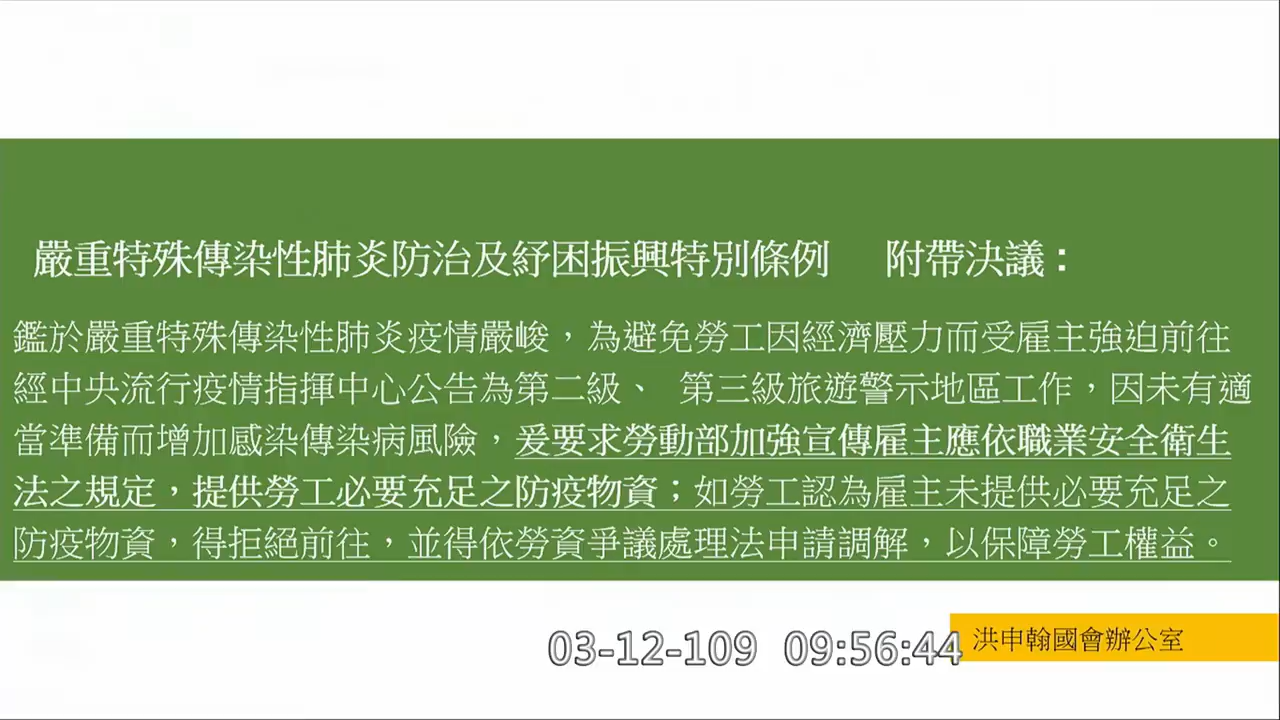 嚴重特殊傳染性肺炎防治及紓困振興特別條例 附帶決議：
鑑於嚴重特殊傳染性肺炎疫情嚴峻，為避免勞工因經濟壓力而受雇主強迫前往
經中央流行疫情指揮中心公告為第二級、 第三級旅遊警示地區工作，因未有適
當準備而增加感染傳染病風險，爰要求勞動部加強宣傳雇主應依職業安全衛生
法之規定，提供勞工必要充足之防疫物資；如勞工認為雇主未提供必要充足之
防疫物資，得拒絕前往，並得依勞資爭議處理法申請調解，以保障勞工權益。
03-12-109 09:56:44
洪申翰國會辦公室